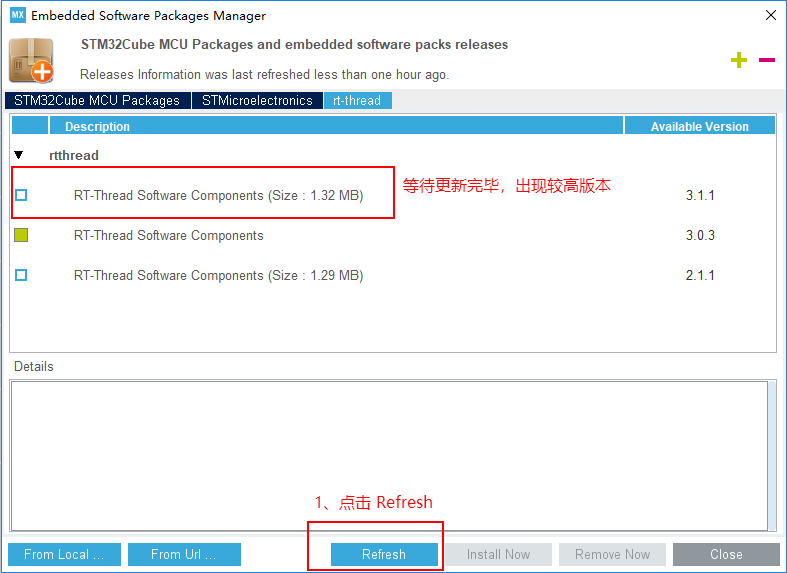 MX Embedded Software Packages Manager
STM32Cube MCU Packages and embedded software packs releases
Releases Information was last refreshed less than one hour ago.
STM32Cube MCU Packages STMicroelectronics rt-thread
Description Available Version
rtthread
RT-Thread Software Components (Size : 1.32 MB) 等待更新完毕，出现较高版本 3.1.1
RT-Thread Software Components 3.0.3
RT-Thread Software Components (Size : 1.29 MB) 2.1.1
Details
1、点击 Refresh
From Local ... From Url ... Refresh Install Now Remove Now Close